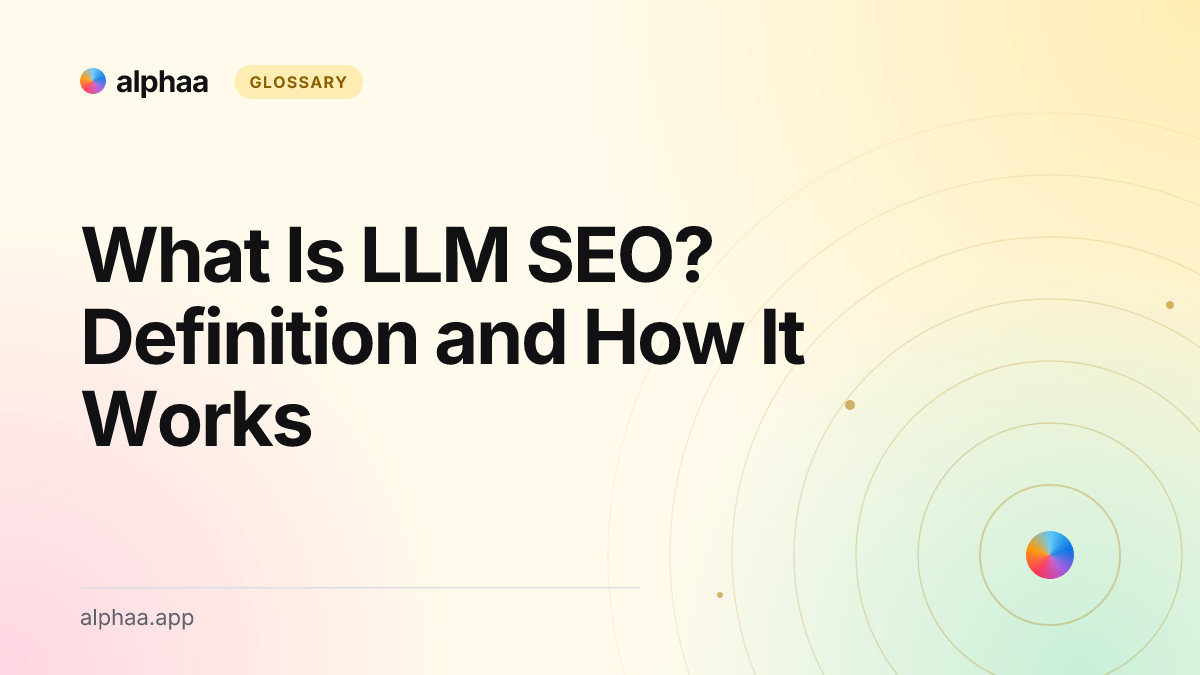 alphaa
GLOSSARY
What Is LLM SEO?
Definition and How It
Works
alphaa.app